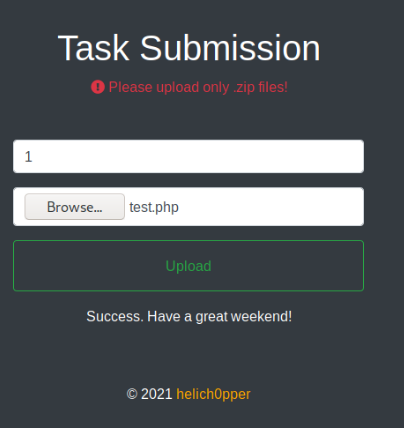 Task Submission
Please upload only .zip files!
1
Browse... test.php
Upload
Success. Have a great weekend!
© 2021 helich0pper